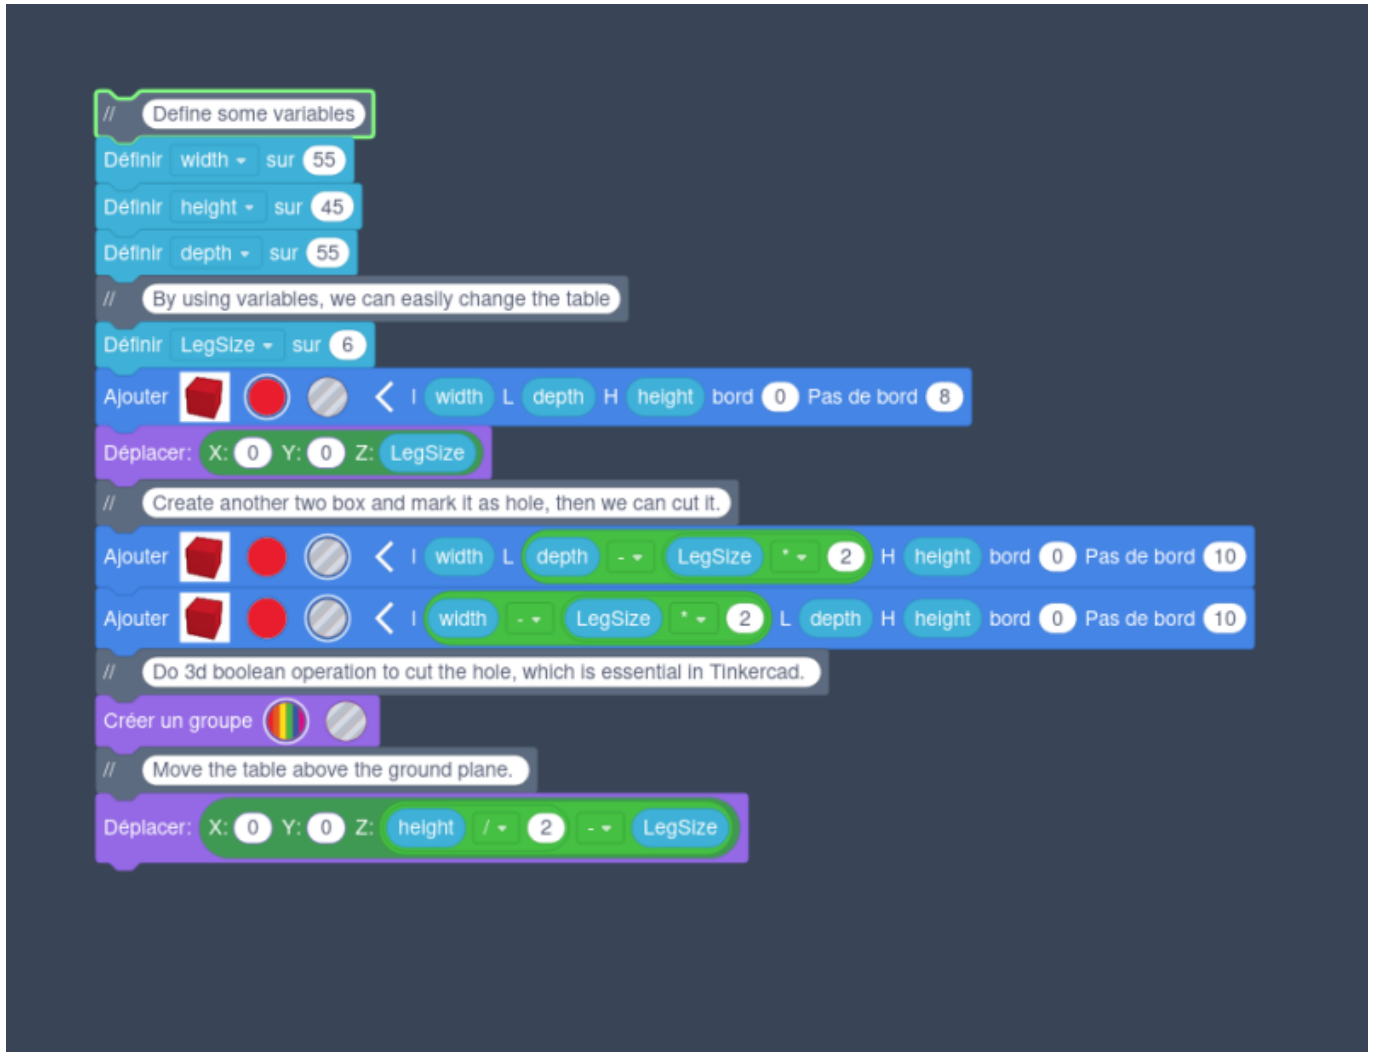 // Define some variables
Définir width sur 55
Définir height sur 45
Définir depth sur 55
// By using variables, we can easily change the table
Définir LegSize sur 6
Ajouter l width L depth H height bord 0 Pas de bord 8
Déplacer: X: 0 Y: 0 Z: LegSize
// Create another two box and mark it as hole, then we can cut it.
Ajouter l width L depth - LegSize * 2 H height bord 0 Pas de bord 10
Ajouter l width - LegSize * 2 L depth H height bord 0 Pas de bord 10
// Do 3d boolean operation to cut the hole, which is essential in Tinkercad.
Créer un groupe
// Move the table above the ground plane.
Déplacer: X: 0 Y: 0 Z: height / 2 - LegSize